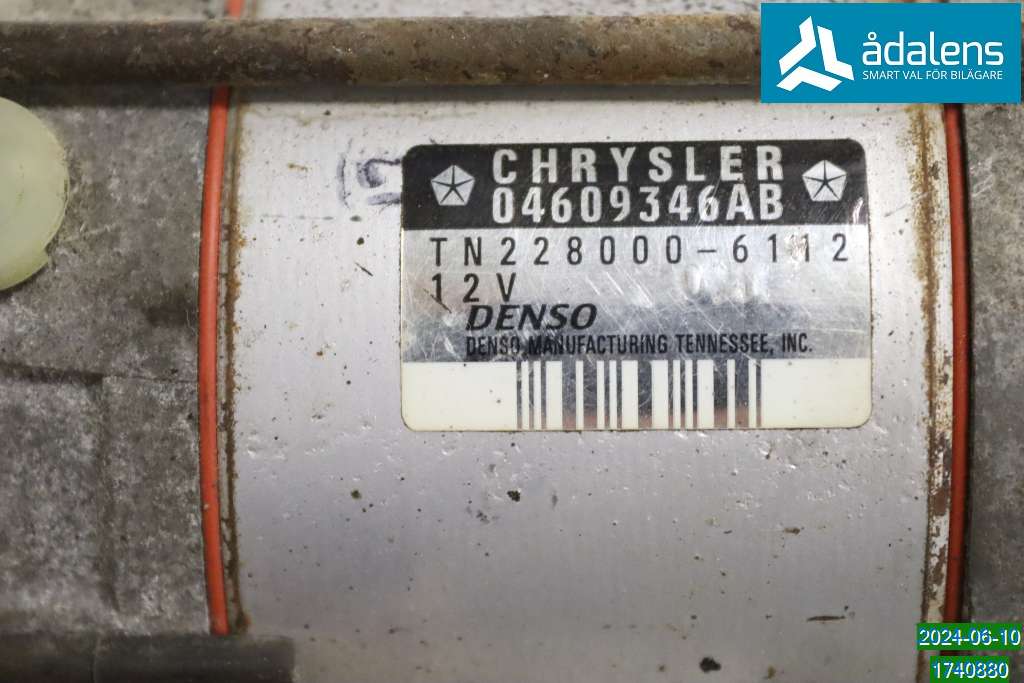 ådalens
SMART VAL FÖR BILÄGARE
CHRYSLER
04609346AB
TN228000-6112
12V
DENSO
DENSO MANUFACTURING TENNESSEE, INC.
2024-06-10
1740880